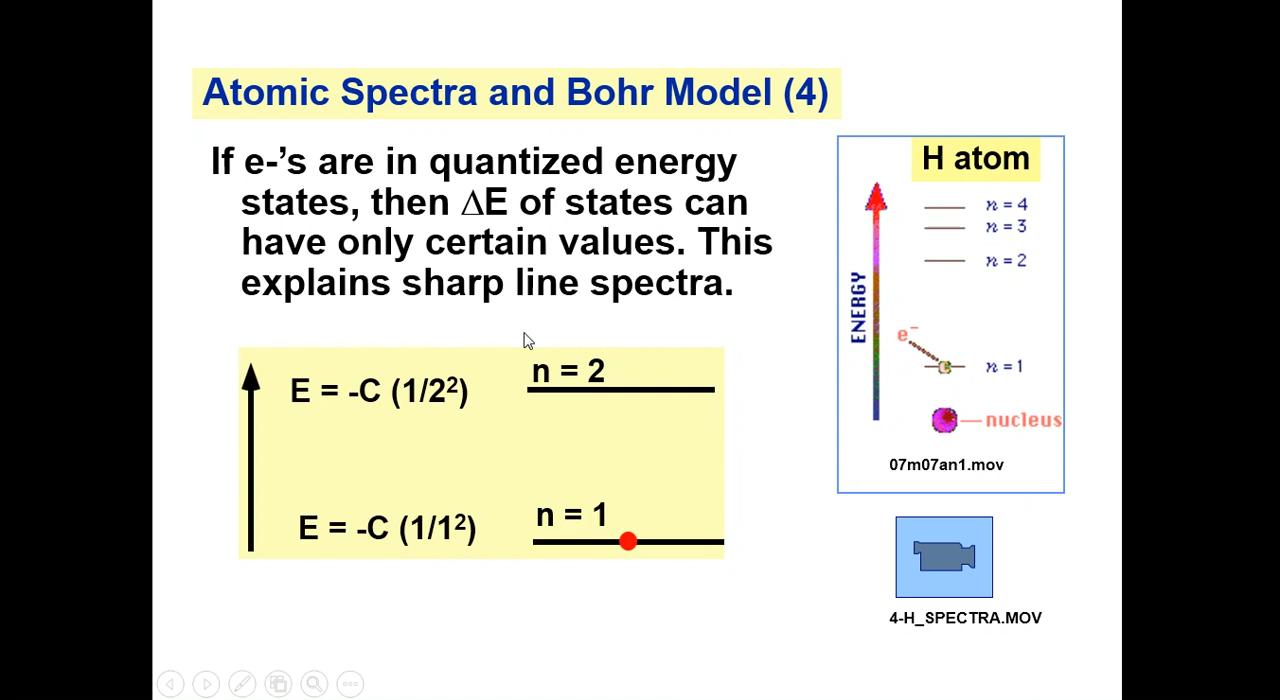 Atomic Spectra and Bohr Model (4)
If e-’s are in quantized energy
states, then ∆E of states can
have only certain values. This
explains sharp line spectra.
E = -C (1/2²)
n = 2
E = -C (1/1²)
n = 1
H atom
ENERGY
n = 4
n = 3
n = 2
e⁻
n = 1
nucleus
07m07an1.mov
4-H_SPECTRA.MOV